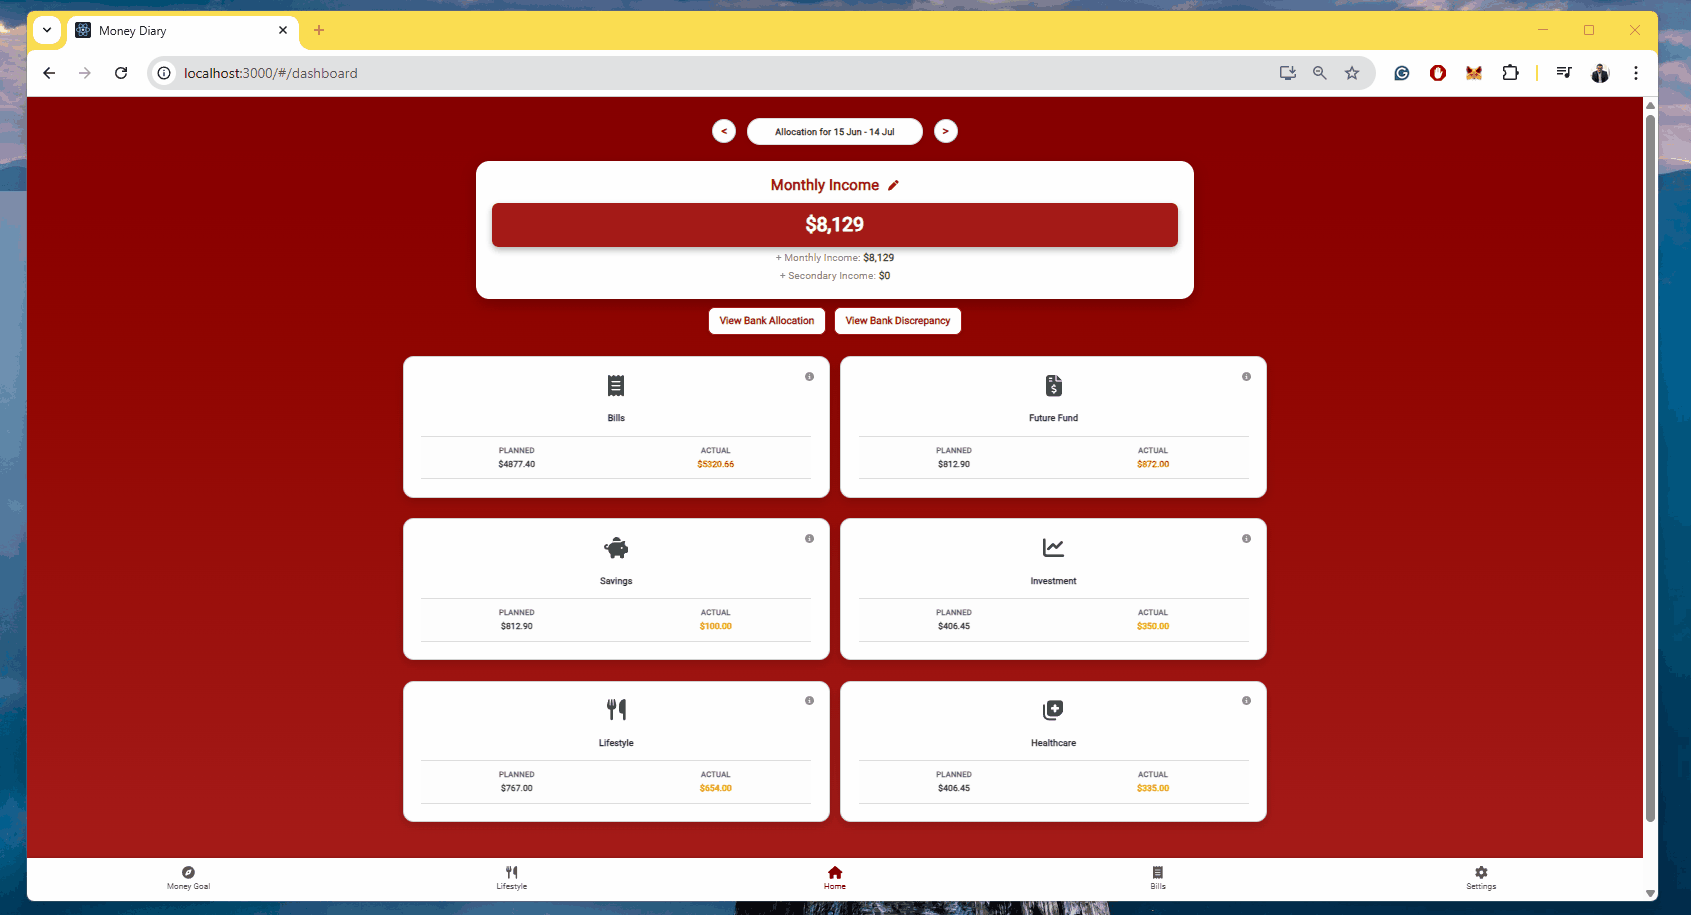 Money Diary
localhost:3000/#/dashboard
< Allocation for 15 Jun - 14 Jul >
Monthly Income
$8,129
+ Monthly Income: $8,129
+ Secondary Income: $0
View Bank Allocation View Bank Discrepancy
Bills
PLANNED ACTUAL
$4877.40 $5320.66
Future Fund
PLANNED ACTUAL
$812.90 $872.00
Savings
PLANNED ACTUAL
$812.90 $100.00
Investment
PLANNED ACTUAL
$406.45 $350.00
Lifestyle
PLANNED ACTUAL
$767.00 $654.00
Healthcare
PLANNED ACTUAL
$406.45 $335.00
Money Goal Lifestyle Home Bills Settings